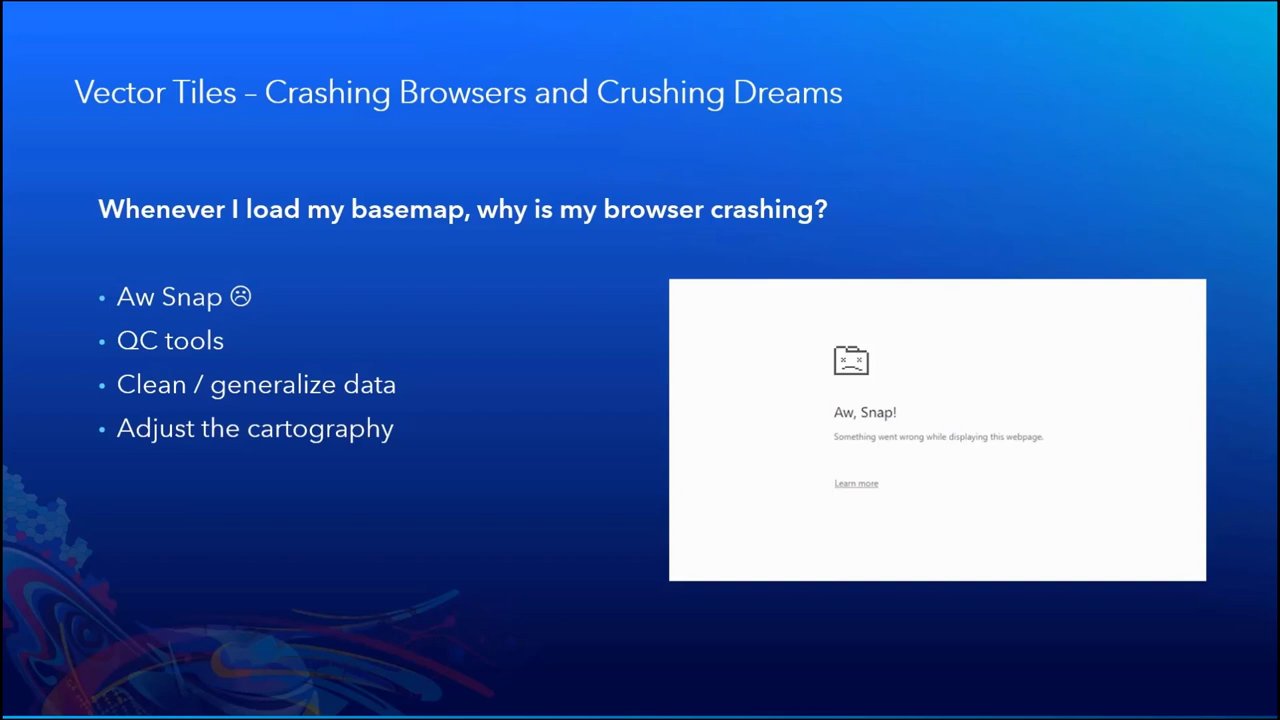 Vector Tiles – Crashing Browsers and Crushing Dreams
Whenever I load my basemap, why is my browser crashing?
• Aw Snap ☹
• QC tools
• Clean / generalize data
• Adjust the cartography
Aw, Snap!
Something went wrong while displaying this webpage.
Learn more